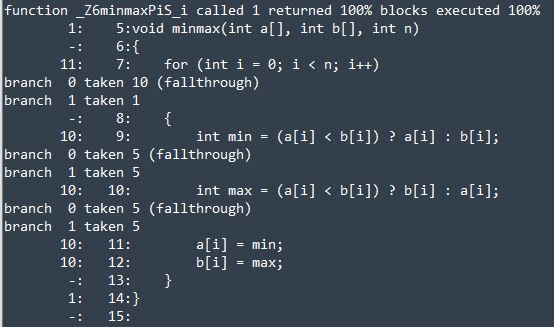 function _Z6minmaxPiS_i called 1 returned 100% blocks executed 100%
        1:    5:void minmax(int a[], int b[], int n)
        -:    6:{
       11:    7:    for (int i = 0; i < n; i++)
branch  0 taken 10 (fallthrough)
branch  1 taken 1
        -:    8:    {
       10:    9:        int min = (a[i] < b[i]) ? a[i] : b[i];
branch  0 taken 5 (fallthrough)
branch  1 taken 5
       10:   10:        int max = (a[i] < b[i]) ? b[i] : a[i];
branch  0 taken 5 (fallthrough)
branch  1 taken 5
       10:   11:        a[i] = min;
       10:   12:        b[i] = max;
        -:   13:    }
        1:   14:}
        -:   15: